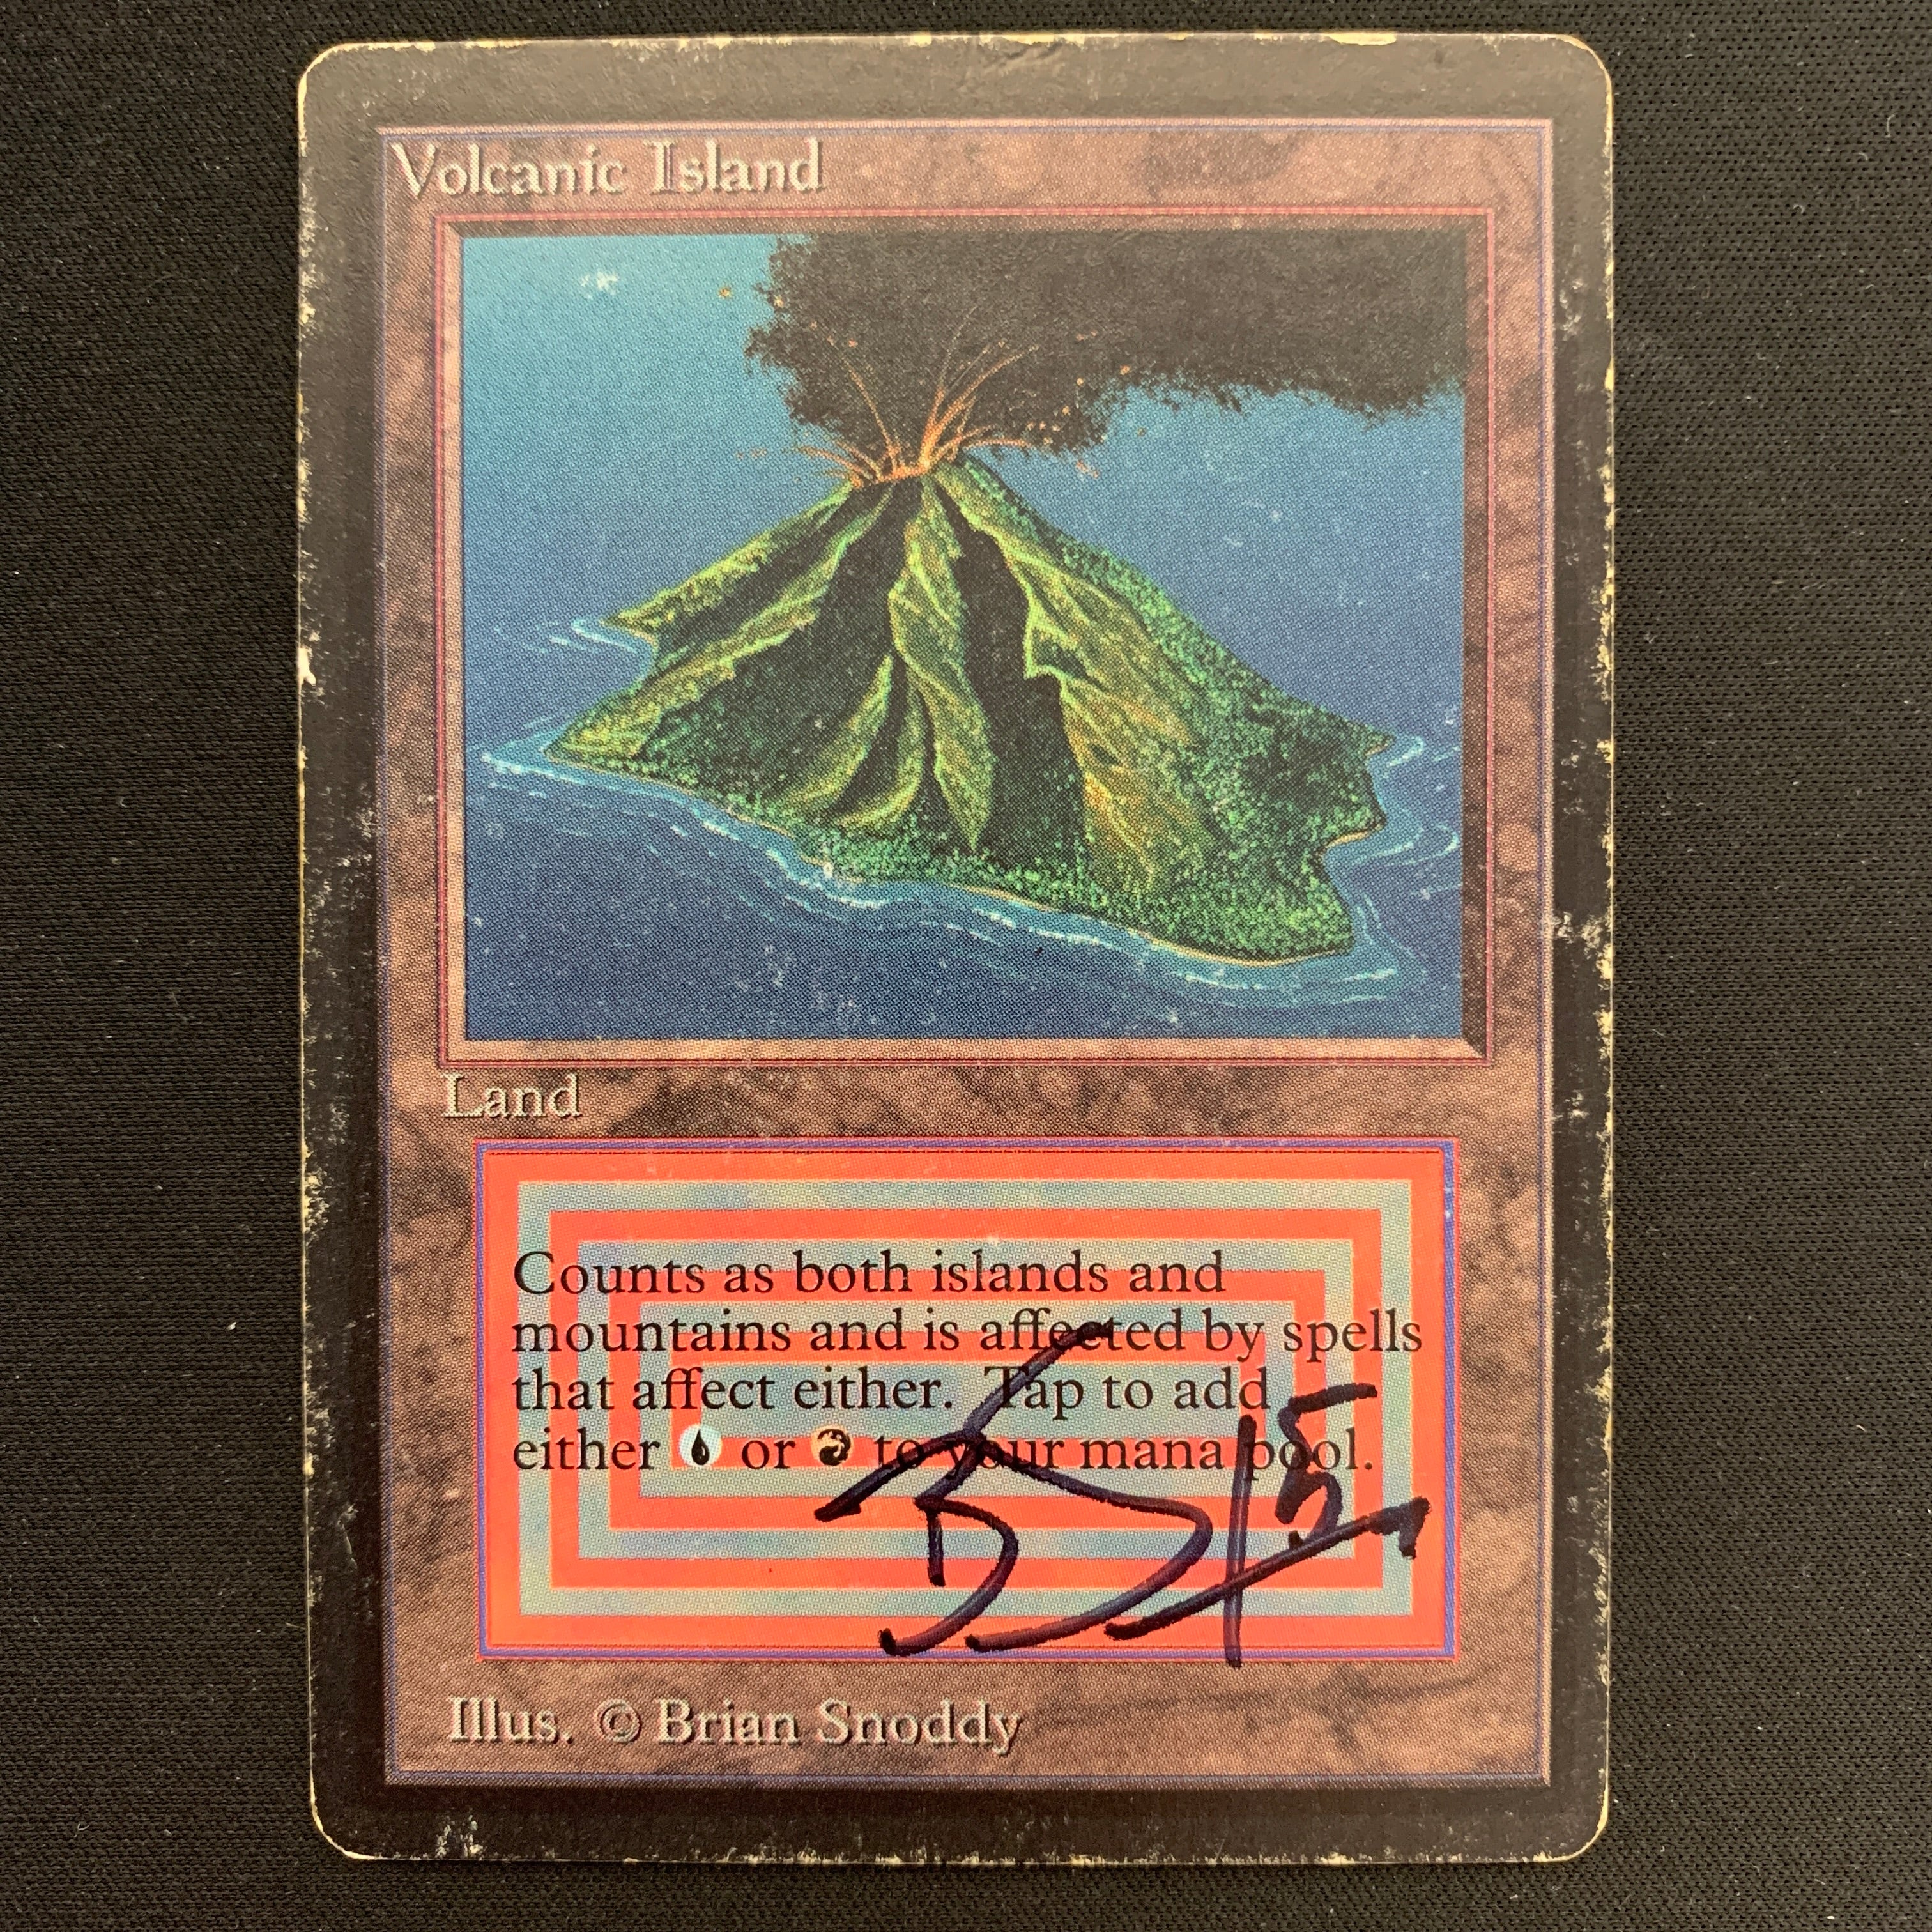 Volcanic Island
Land
Counts as both islands and
mountains and is affected by spells
that affect either. Tap to add
either or to your mana pool.
15
Illus. © Brian Snoddy